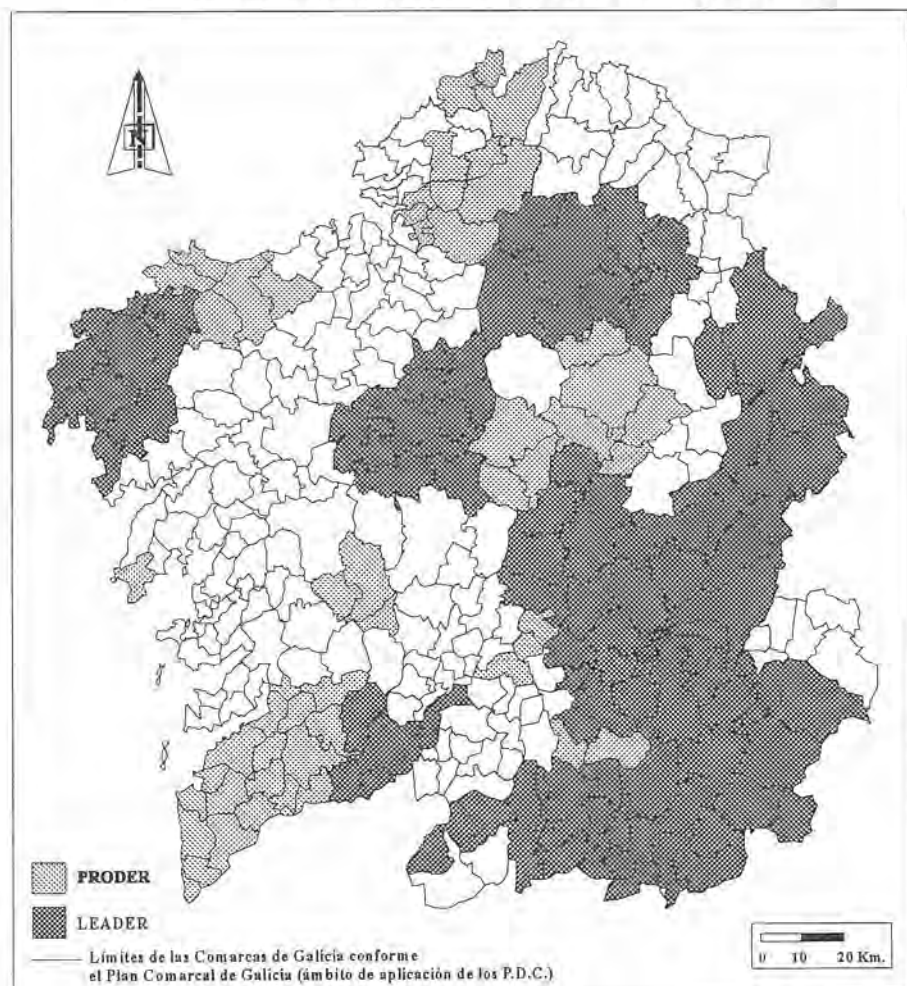 N
PRODER
LEADER
Límites de las Comarcas de Galicia conforme
el Plan Comarcal de Galicia (ámbito de aplicación de los P.D.C.)
0 10 20 Km.